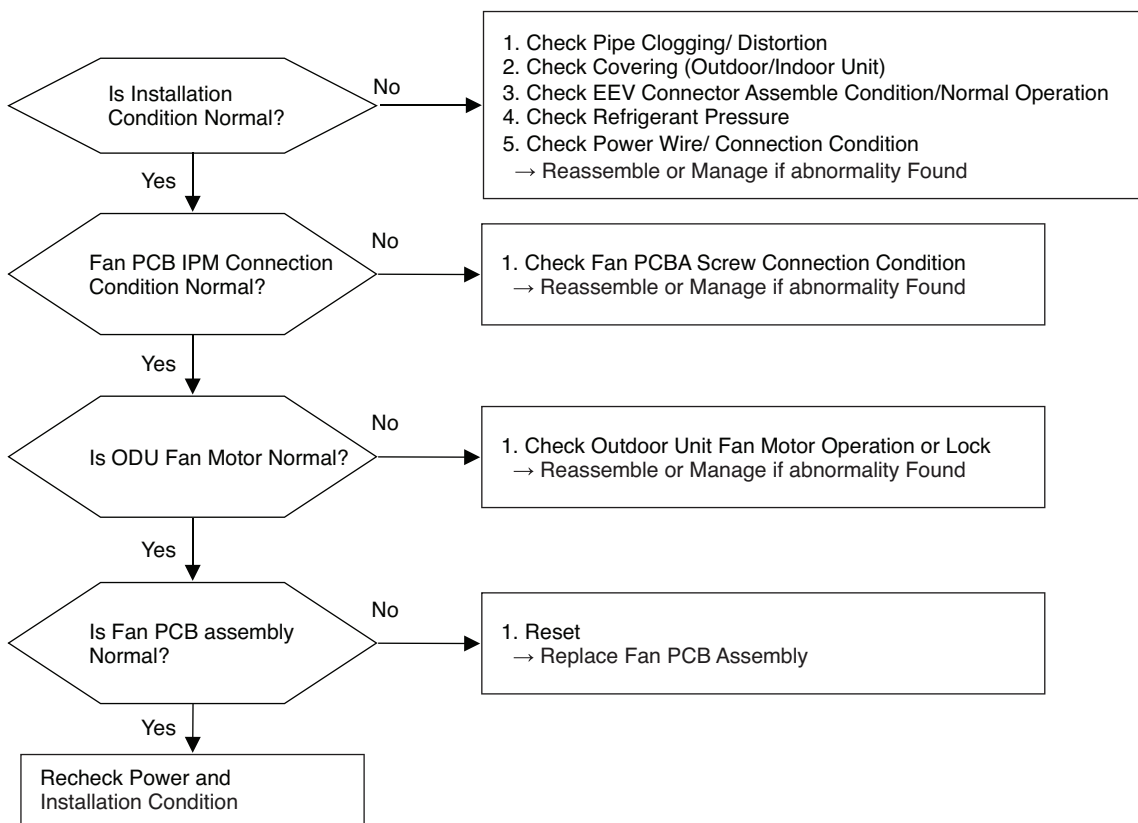 Is Installation
Condition Normal?
No
1. Check Pipe Clogging/ Distortion
2. Check Covering (Outdoor/Indoor Unit)
3. Check EEV Connector Assemble Condition/Normal Operation
4. Check Refrigerant Pressure
5. Check Power Wire/ Connection Condition
→ Reassemble or Manage if abnormality Found
Yes
Fan PCB IPM Connection
Condition Normal?
No
1. Check Fan PCBA Screw Connection Condition
→ Reassemble or Manage if abnormality Found
Yes
Is ODU Fan Motor Normal?
No
1. Check Outdoor Unit Fan Motor Operation or Lock
→ Reassemble or Manage if abnormality Found
Yes
Is Fan PCB assembly
Normal?
No
1. Reset
→ Replace Fan PCB Assembly
Yes
Recheck Power and
Installation Condition